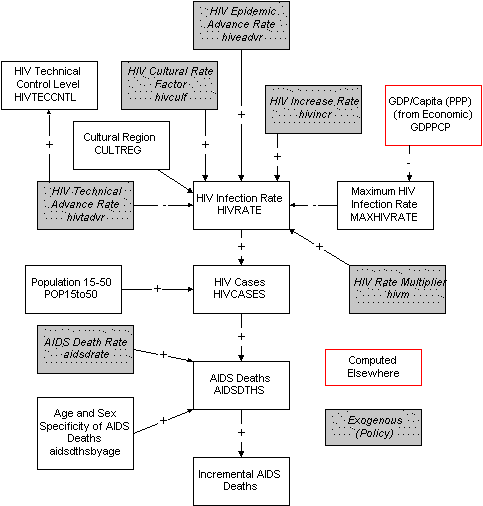 HIV Epidemic
Advance Rate
hiveadvr
HIV Technical
Control Level
HIVTECCNTL
HIV Cultural Rate
Factor
hivculf
HIV Increase Rate
hivincr
GDP/Capita (PPP)
(from Economic)
GDPPCP
+
+
+
+
-
Cultural Region
CULTREG
HIV Technical
Advance Rate
hivtadvr
-
HIV Infection Rate
HIVRATE
-
Maximum HIV
Infection Rate
MAXHIVRATE
+
+
Population 15-50
POP15to50
+
HIV Cases
HIVCASES
HIV Rate Multiplier
hivm
AIDS Death Rate
aidsdrate
+
+
AIDS Deaths
AIDSDTHS
Computed
Elsewhere
Age and Sex
Specificity of AIDS
Deaths
aidsdthsbyage
+
+
Exogenous
(Policy)
Incremental AIDS
Deaths